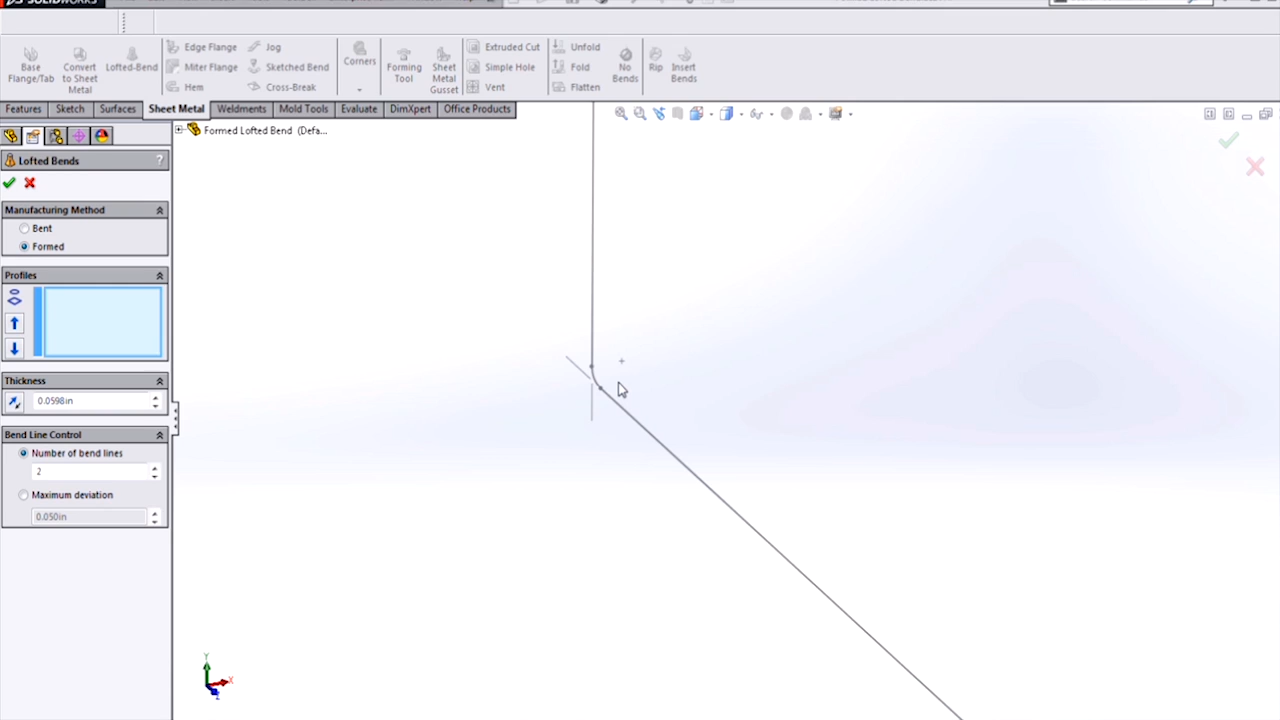 SOLIDWORKS
Base Flange/Tab
Convert to Sheet Metal
Lofted-Bend
Edge Flange
Miter Flange
Hem
Jog
Sketched Bend
Cross-Break
Corners
Forming Tool
Sheet Metal Gusset
Extruded Cut
Simple Hole
Vent
Unfold
Fold
Flatten
No Bends
Rip
Insert Bends
Features Sketch Surfaces Sheet Metal Weldments Mold Tools Evaluate DimXpert Office Products
Formed Lofted Bend (Defa...
Lofted Bends ?
Manufacturing Method
Bent
Formed
Profiles
Thickness
0.0598in
Bend Line Control
Number of bend lines
2
Maximum deviation
0.050in
Y
X
Z